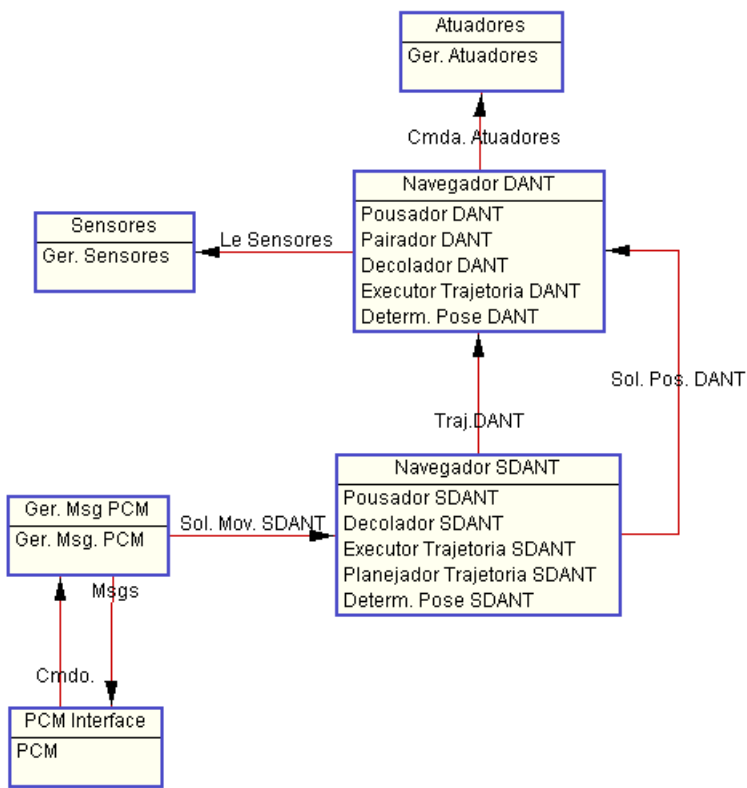 Atuadores
Ger. Atuadores
Cmda. Atuadores
Navegador DANT
Pousador DANT
Pairador DANT
Decolador DANT
Executor Trajetoria DANT
Determ. Pose DANT
Sensores
Ger. Sensores
Le Sensores
Sol. Pos. DANT
Traj.DANT
Navegador SDANT
Pousador SDANT
Decolador SDANT
Executor Trajetoria SDANT
Planejador Trajetoria SDANT
Determ. Pose SDANT
Ger. Msg PCM
Ger. Msg. PCM
Sol. Mov. SDANT
Msgs
Cmdo.
PCM Interface
PCM